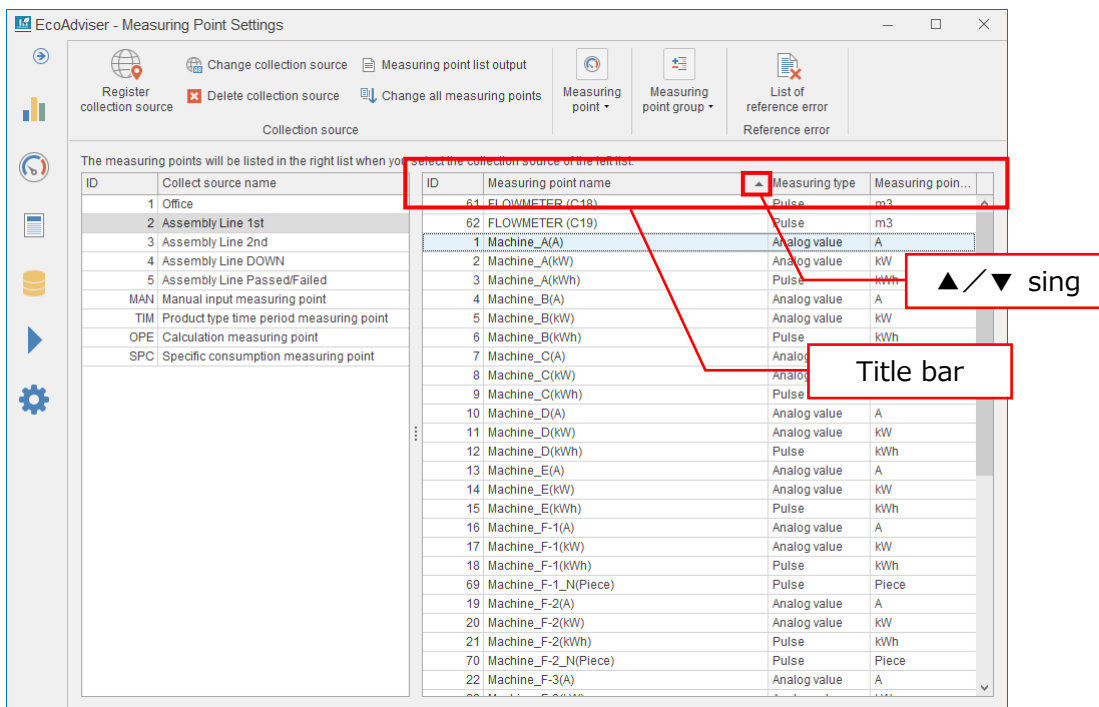 EcoAdviser - Measuring Point Settings
Register collection source
Change collection source
Delete collection source
Measuring point list output
Change all measuring points
Collection source
Measuring point
Measuring point group
List of reference error
Reference error
The measuring points will be listed in the right list when you select the collection source of the left list.
ID Collect source name
1 Office
2 Assembly Line 1st
3 Assembly Line 2nd
4 Assembly Line DOWN
5 Assembly Line Passed/Failed
MAN Manual input measuring point
TIM Product type time period measuring point
OPE Calculation measuring point
SPC Specific consumption measuring point
ID Measuring point name ▲ Measuring type Measuring poin...
61 FLOWMETER (C18) Pulse m3
62 FLOWMETER (C19) Pulse m3
1 Machine_A(A) Analog value A
2 Machine_A(kW) Analog value kW
3 Machine_A(kWh) Pulse kWh
4 Machine_B(A) Analog value A
5 Machine_B(kW) Analog value kW
6 Machine_B(kWh) Pulse kWh
7 Machine_C(A) Analog
8 Machine_C(kW) Analog
9 Machine_C(kWh) Pulse
10 Machine_D(A) Analog value A
11 Machine_D(kW) Analog value kW
12 Machine_D(kWh) Pulse kWh
13 Machine_E(A) Analog value A
14 Machine_E(kW) Analog value kW
15 Machine_E(kWh) Pulse kWh
16 Machine_F-1(A) Analog value A
17 Machine_F-1(kW) Analog value kW
18 Machine_F-1(kWh) Pulse kWh
69 Machine_F-1_N(Piece) Pulse Piece
19 Machine_F-2(A) Analog value A
20 Machine_F-2(kW) Analog value kW
21 Machine_F-2(kWh) Pulse kWh
70 Machine_F-2_N(Piece) Pulse Piece
22 Machine_F-3(A) Analog value A
▲／▼ sing
Title bar